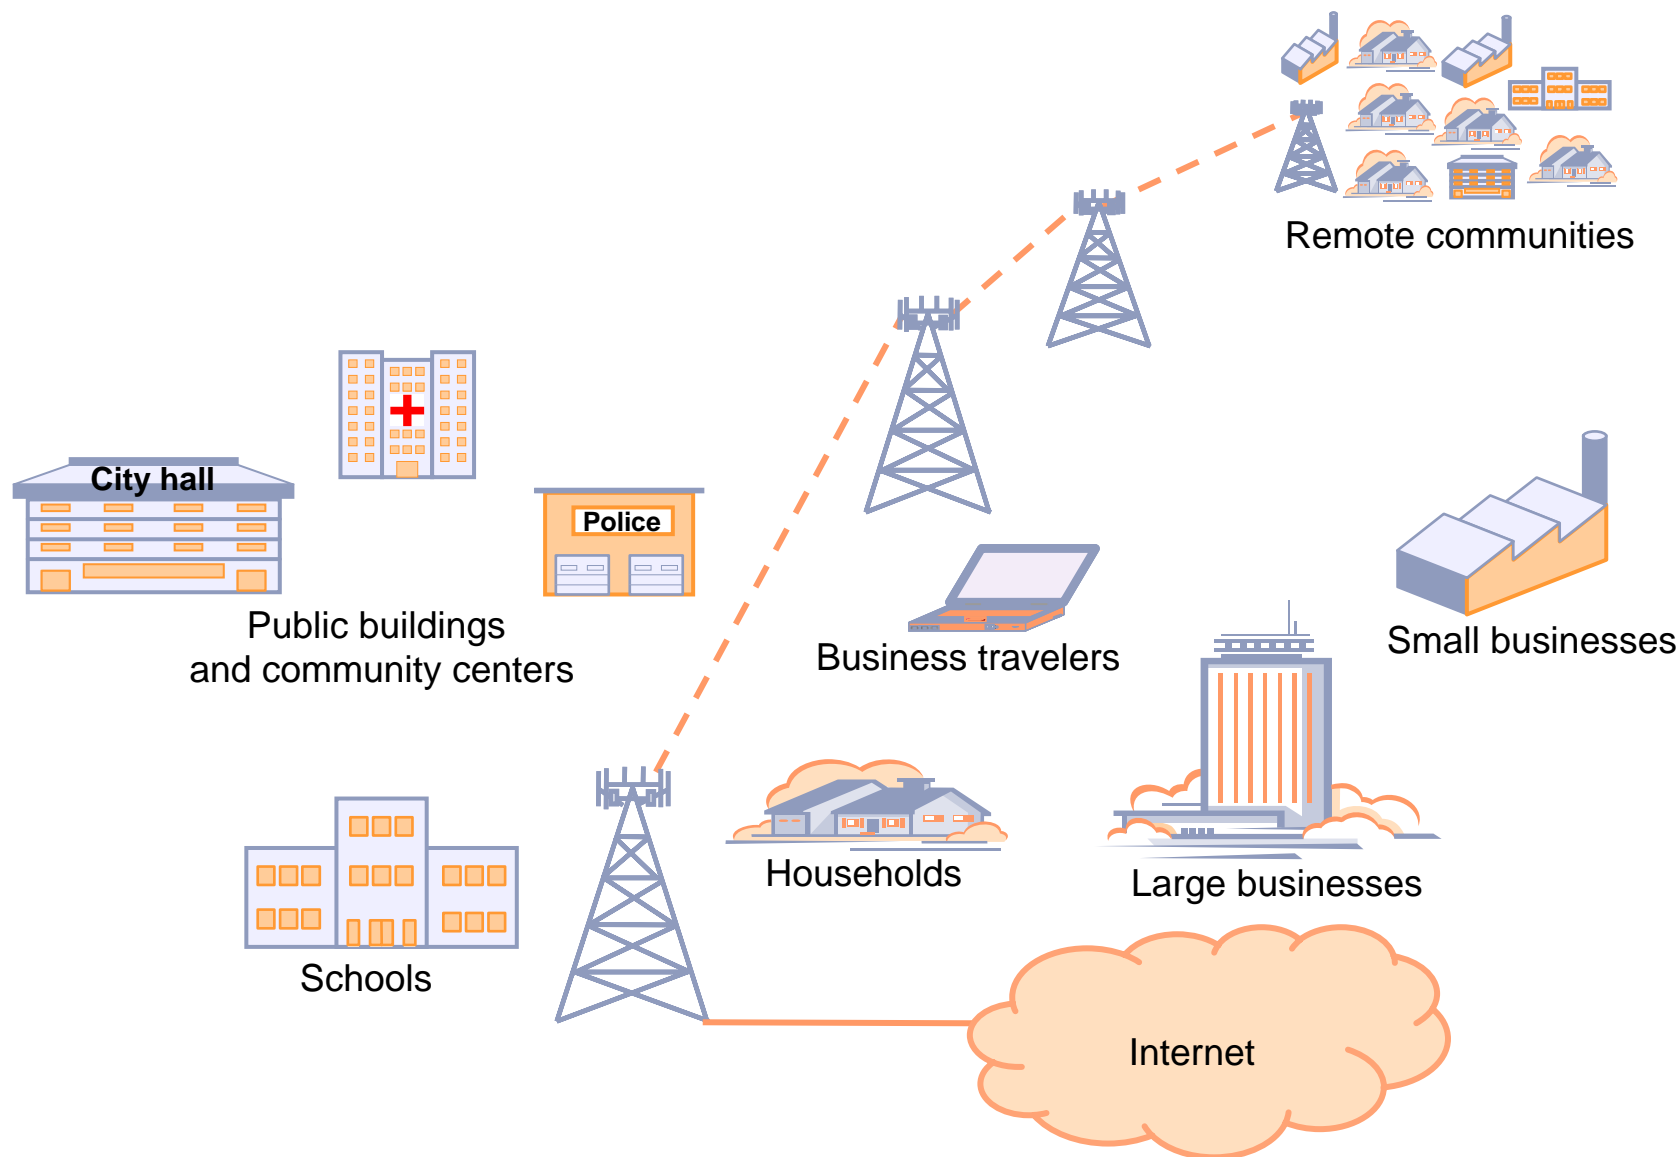 Remote communities
City hall
Police
Public buildings
and community centers
Business travelers
Small businesses
Households
Large businesses
Schools
Internet